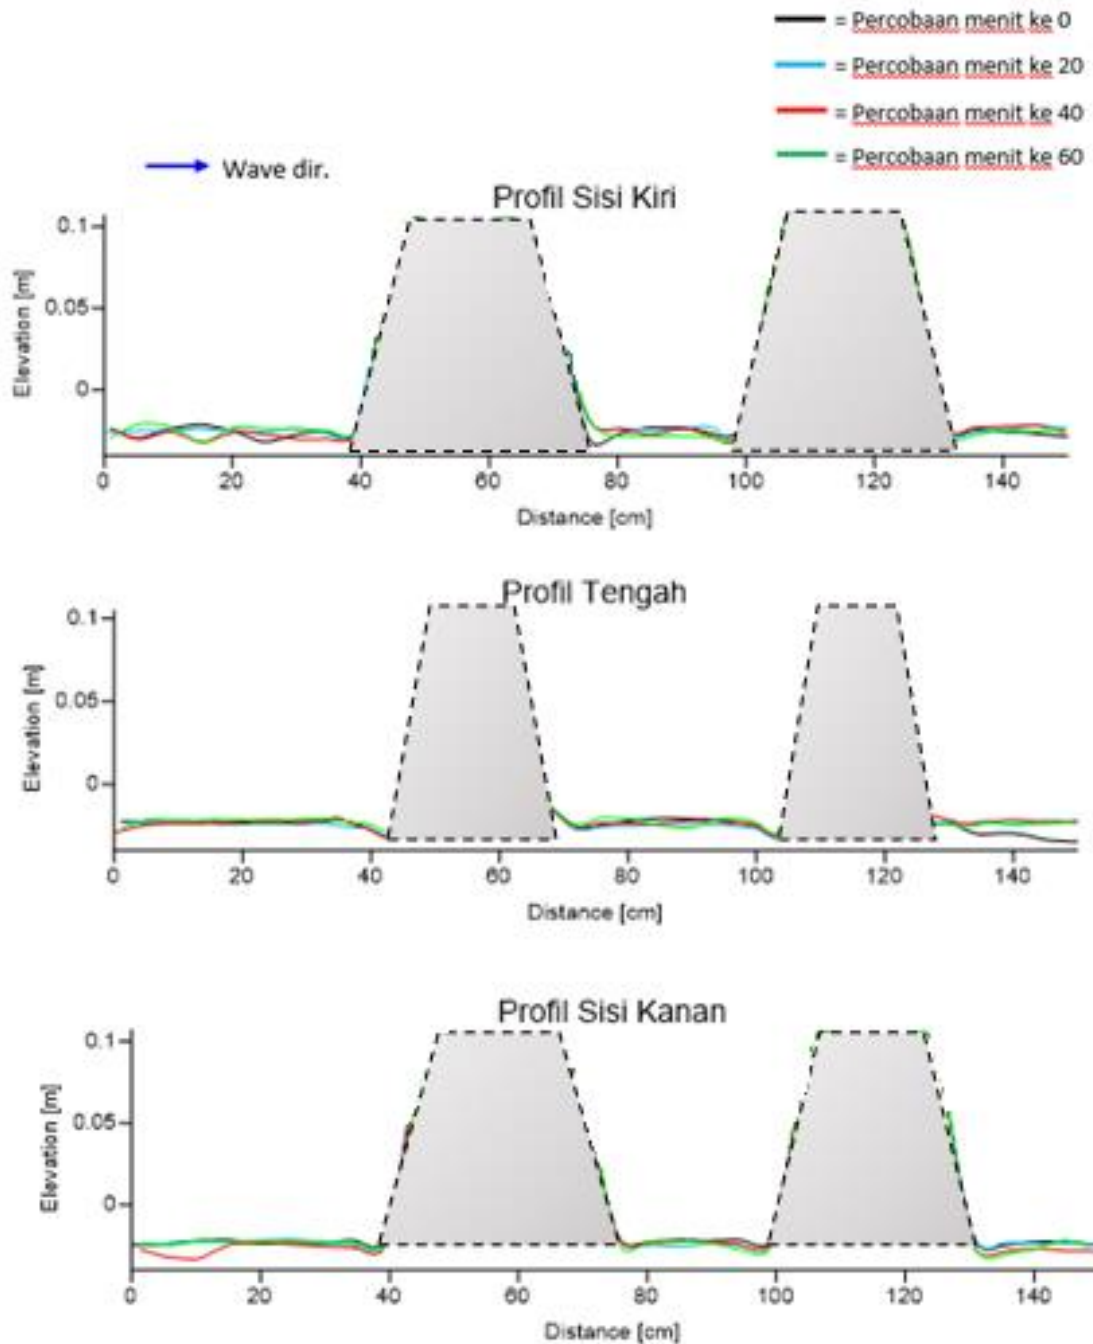 = Percobaan menit ke 0
= Percobaan menit ke 20
= Percobaan menit ke 40
= Percobaan menit ke 60
Wave dir.
Profil Sisi Kiri
Elevation [m]
0.1
0.05
0
0 20 40 60 80 100 120 140
Distance [cm]
Profil Tengah
Elevation [m]
0.1
0.05
0
0 20 40 60 80 100 120 140
Distance [cm]
Profil Sisi Kanan
Elevation [m]
0.1
0.05
0
0 20 40 60 80 100 120 140
Distance [cm]